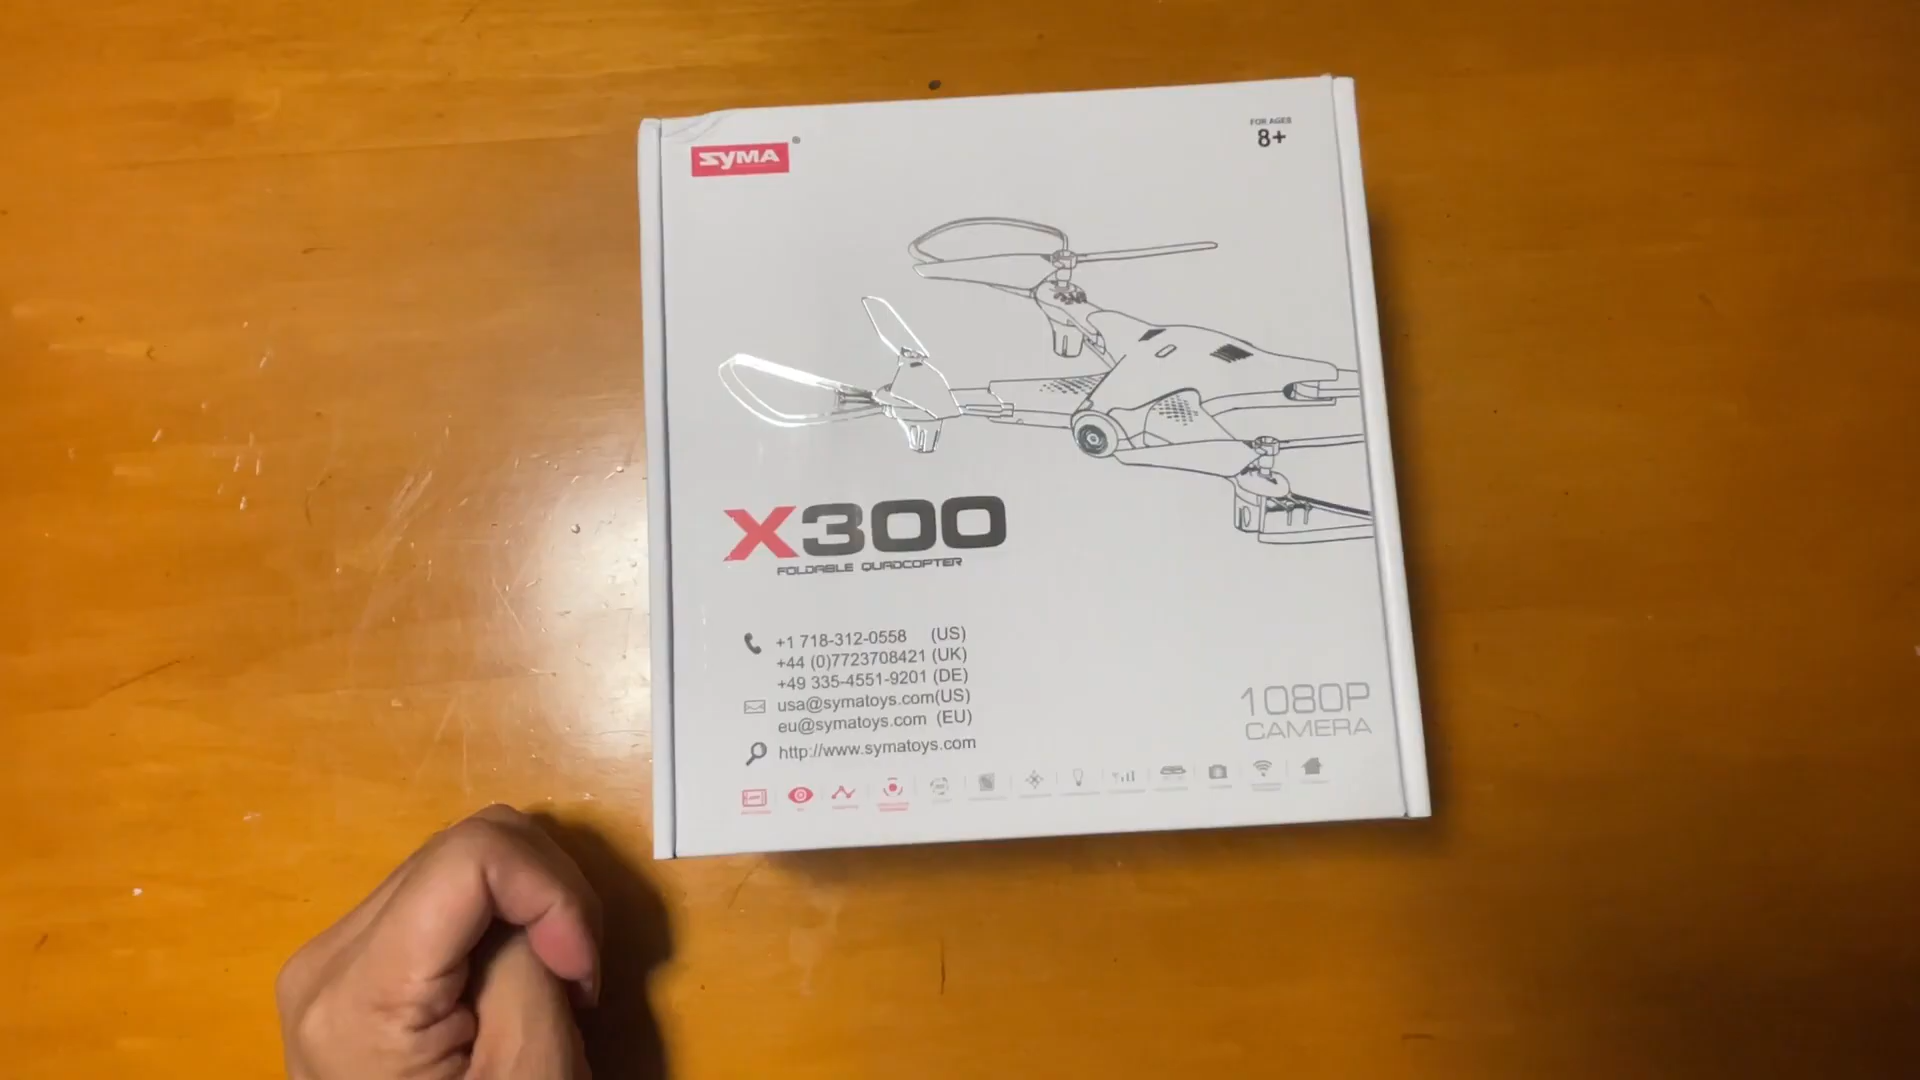 SYMA®
FOR AGES
8+
X300
FOLDABLE QUADCOPTER
+1 718-312-0558 (US)
+44 (0)7723708421 (UK)
+49 335-4551-9201 (DE)
usa@symatoys.com(US)
eu@symatoys.com (EU)
http://www.symatoys.com
1080P
CAMERA